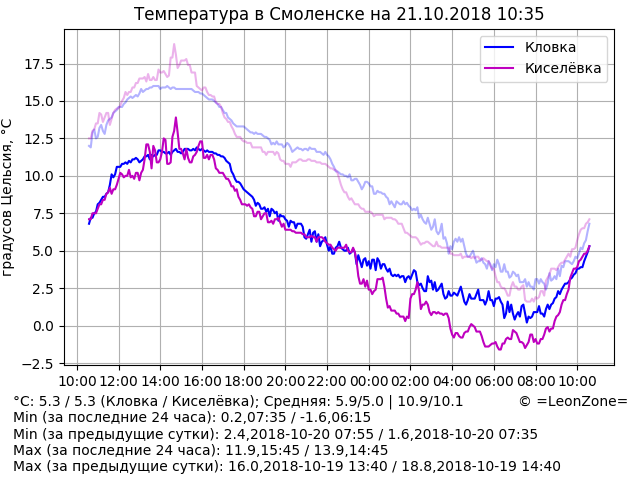 Температура в Смоленске на 21.10.2018 10:35
Кловка
Киселёвка
градусов Цельсия, °C
17.5
15.0
12.5
10.0
7.5
5.0
2.5
0.0
−2.5
10:00 12:00 14:00 16:00 18:00 20:00 22:00 00:00 02:00 04:00 06:00 08:00 10:00
°C: 5.3 / 5.3 (Кловка / Киселёвка); Средняя: 5.9/5.0 | 10.9/10.1 © =LeonZone=
Min (за последние 24 часа): 0.2,07:35 / -1.6,06:15
Min (за предыдущие сутки): 2.4,2018-10-20 07:55 / 1.6,2018-10-20 07:35
Max (за последние 24 часа): 11.9,15:45 / 13.9,14:45
Max (за предыдущие сутки): 16.0,2018-10-19 13:40 / 18.8,2018-10-19 14:40